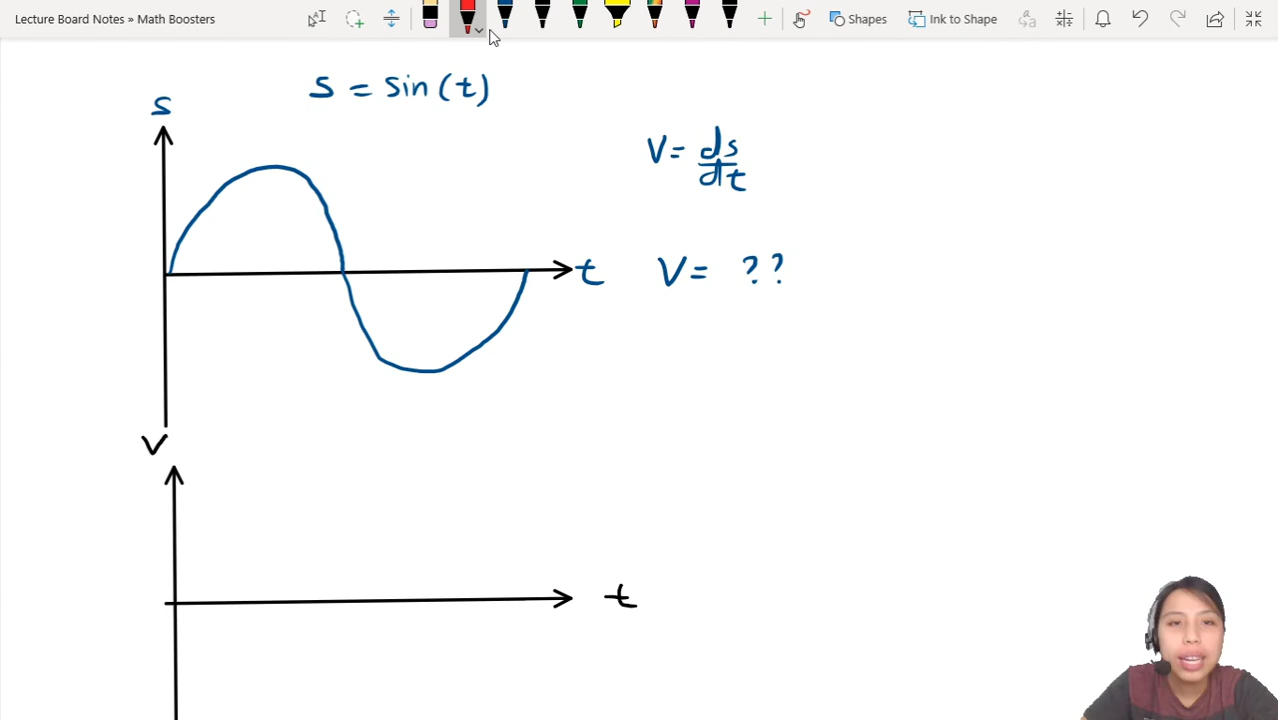 Lecture Board Notes » Math Boosters
Shapes
Ink to Shape
s = Sin(t)
s
V = ds/dt
t
V = ??
V
t